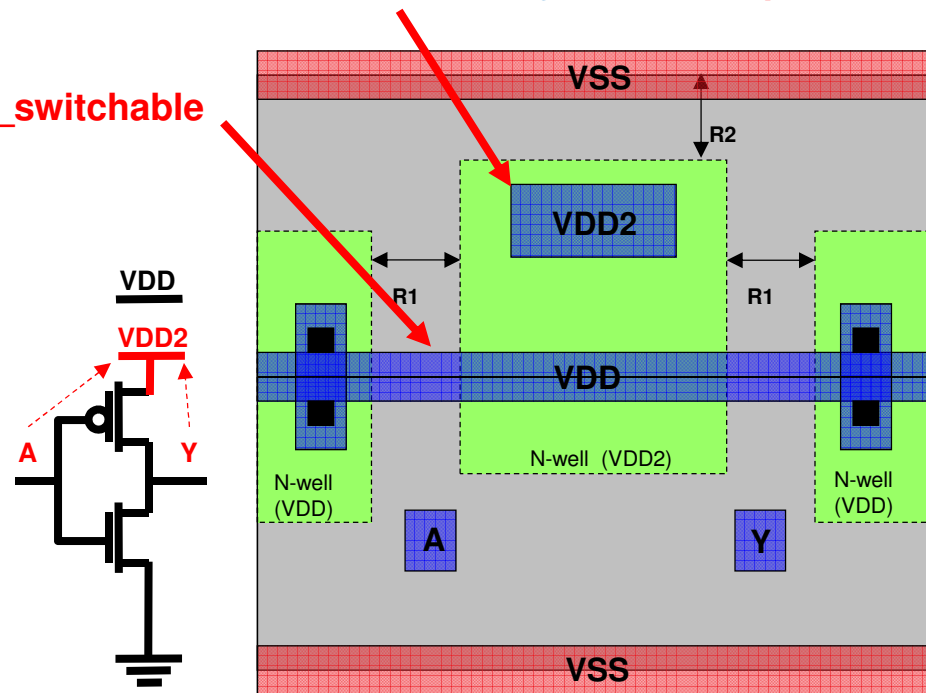 _switchable
VSS
R2
VDD2
R1
R1
VDD
N-well (VDD2)
N-well
(VDD)
N-well
(VDD)
A
Y
VSS
VDD
VDD2
A
Y